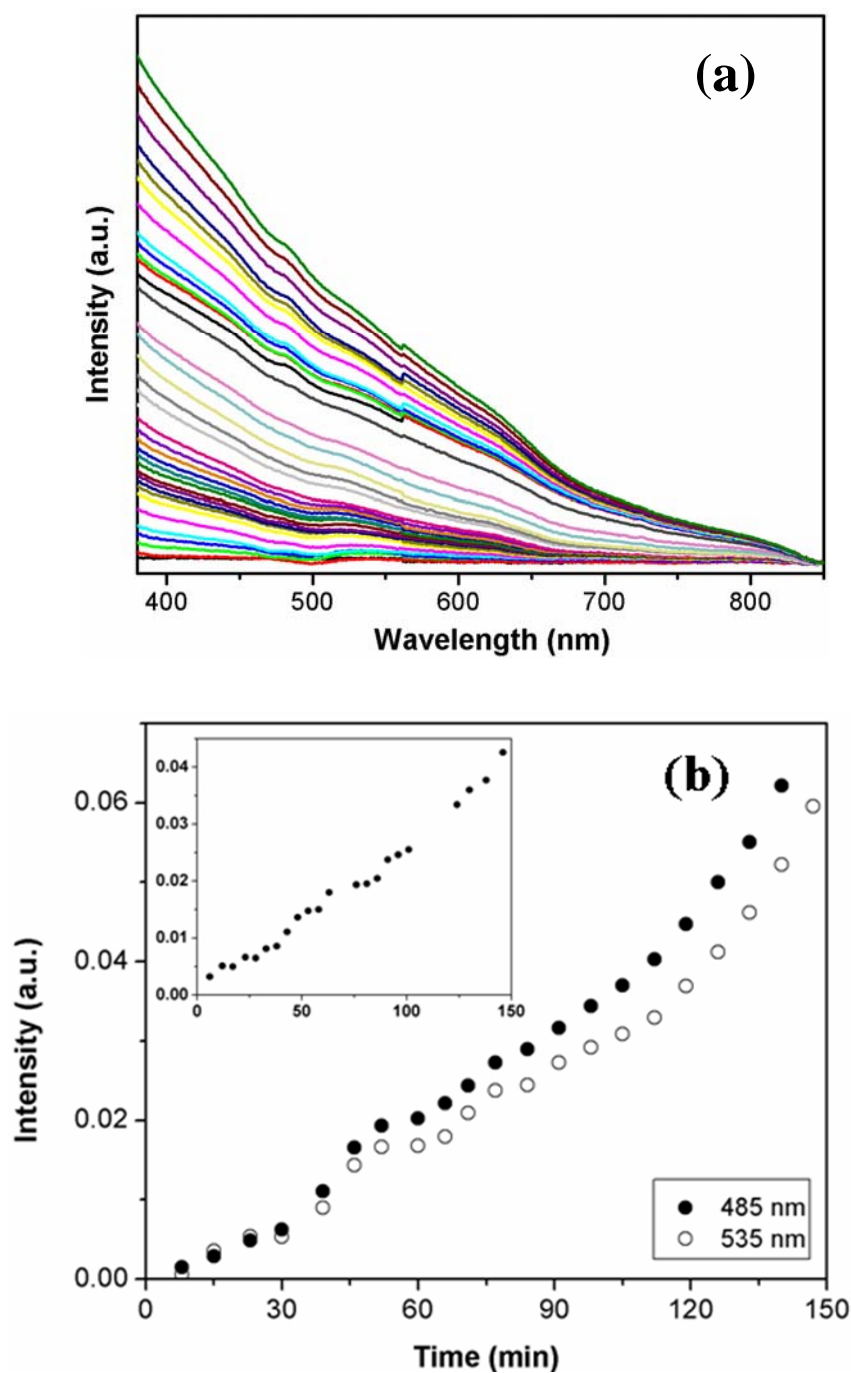 (a)
Intensity (a.u.)
400 500 600 700 800
Wavelength (nm)
(b)
0.04
0.03
0.02
0.01
0.00
0 50 100 150
0.06
0.04
0.02
0.00
Intensity (a.u.)
485 nm
535 nm
0 30 60 90 120 150
Time (min)